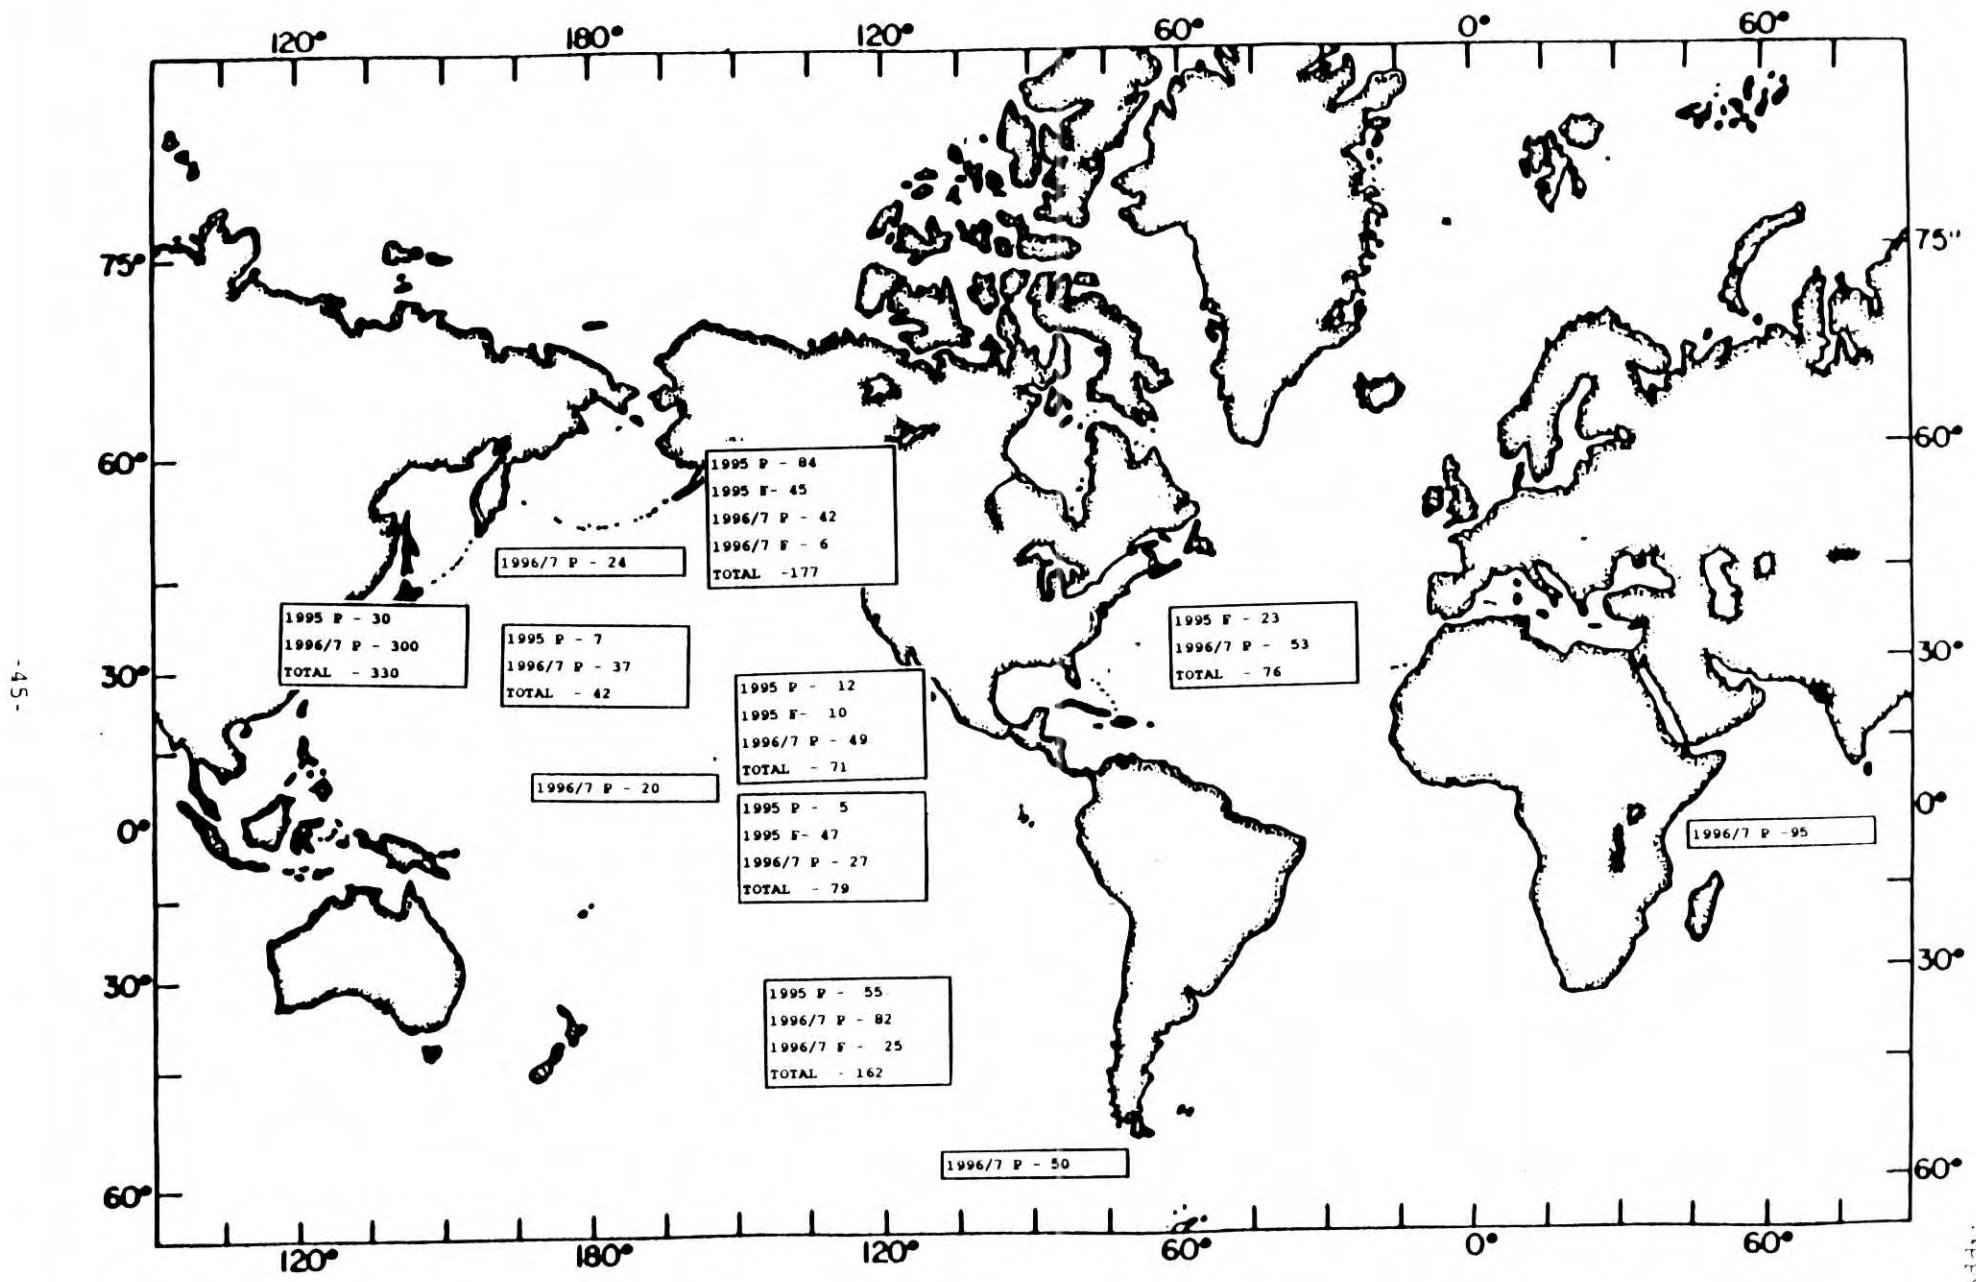 120° 180° 120° 60° 0° 60°
75° 75"
60° 60°
1995 P - 84
1995 F- 45
1996/7 P - 42
1996/7 F - 6
TOTAL -177
1996/7 P - 24
1995 P - 30
1996/7 P - 300
TOTAL - 330
1995 P - 7
1996/7 P - 37
TOTAL - 42
1995 F - 23
1996/7 P - 53
TOTAL - 76
30° 30°
-45-
1995 P - 12
1995 F- 10
1996/7 P - 49
TOTAL - 71
1996/7 P - 20
1995 P - 5
1995 F- 47
1996/7 P - 27
TOTAL - 79
0° 0°
1996/7 P -95
30° 30°
1995 P - 55
1996/7 P - 82
1996/7 F - 25
TOTAL - 162
1996/7 P - 50
60° 60°
120° 180° 120° 60° 0° 60°